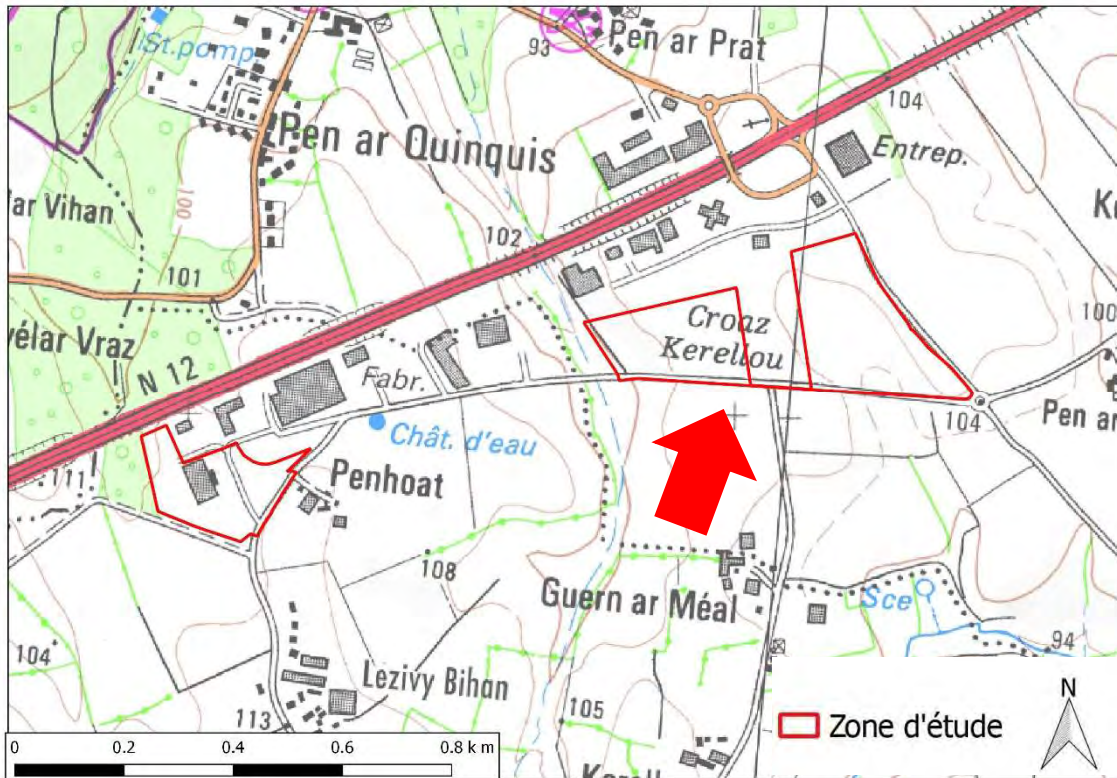 St.pomp
93
Pen ar Prat
104
Pen ar Quinquis
Entrep.
ar Vihan
100
102
101
Croaz
Kerellou
100
vélar Vraz
N 12
Fabr.
104
Pen ar
Chât. d'eau
111
Penhoat
108
Guern ar Méal
Sce
94
104
Lezivy Bihan
113
105
N
Zone d'étude
0 0.2 0.4 0.6 0.8 km